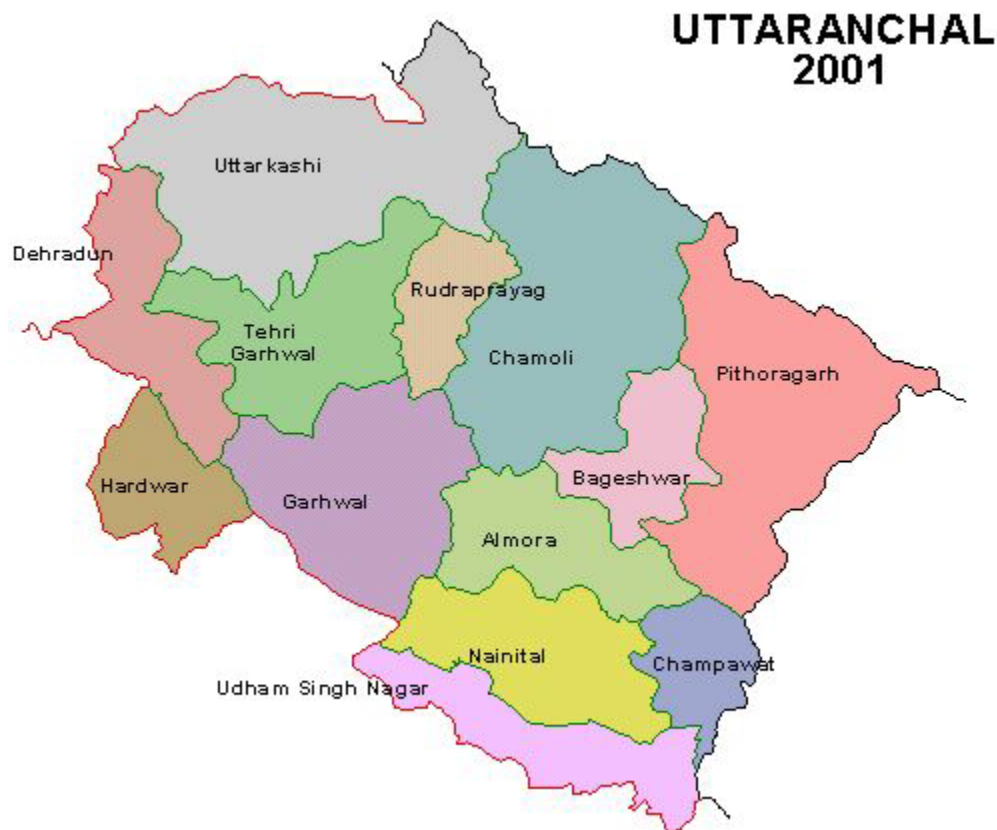 UTTARANCHAL
2001
Uttarkashi
Dehradun
Rudraprayag
Tehri
Garhwal
Chamoli
Pithoragarh
Bageshwar
Hardwar
Garhwal
Almora
Nainital
Champawat
Udham Singh Nagar